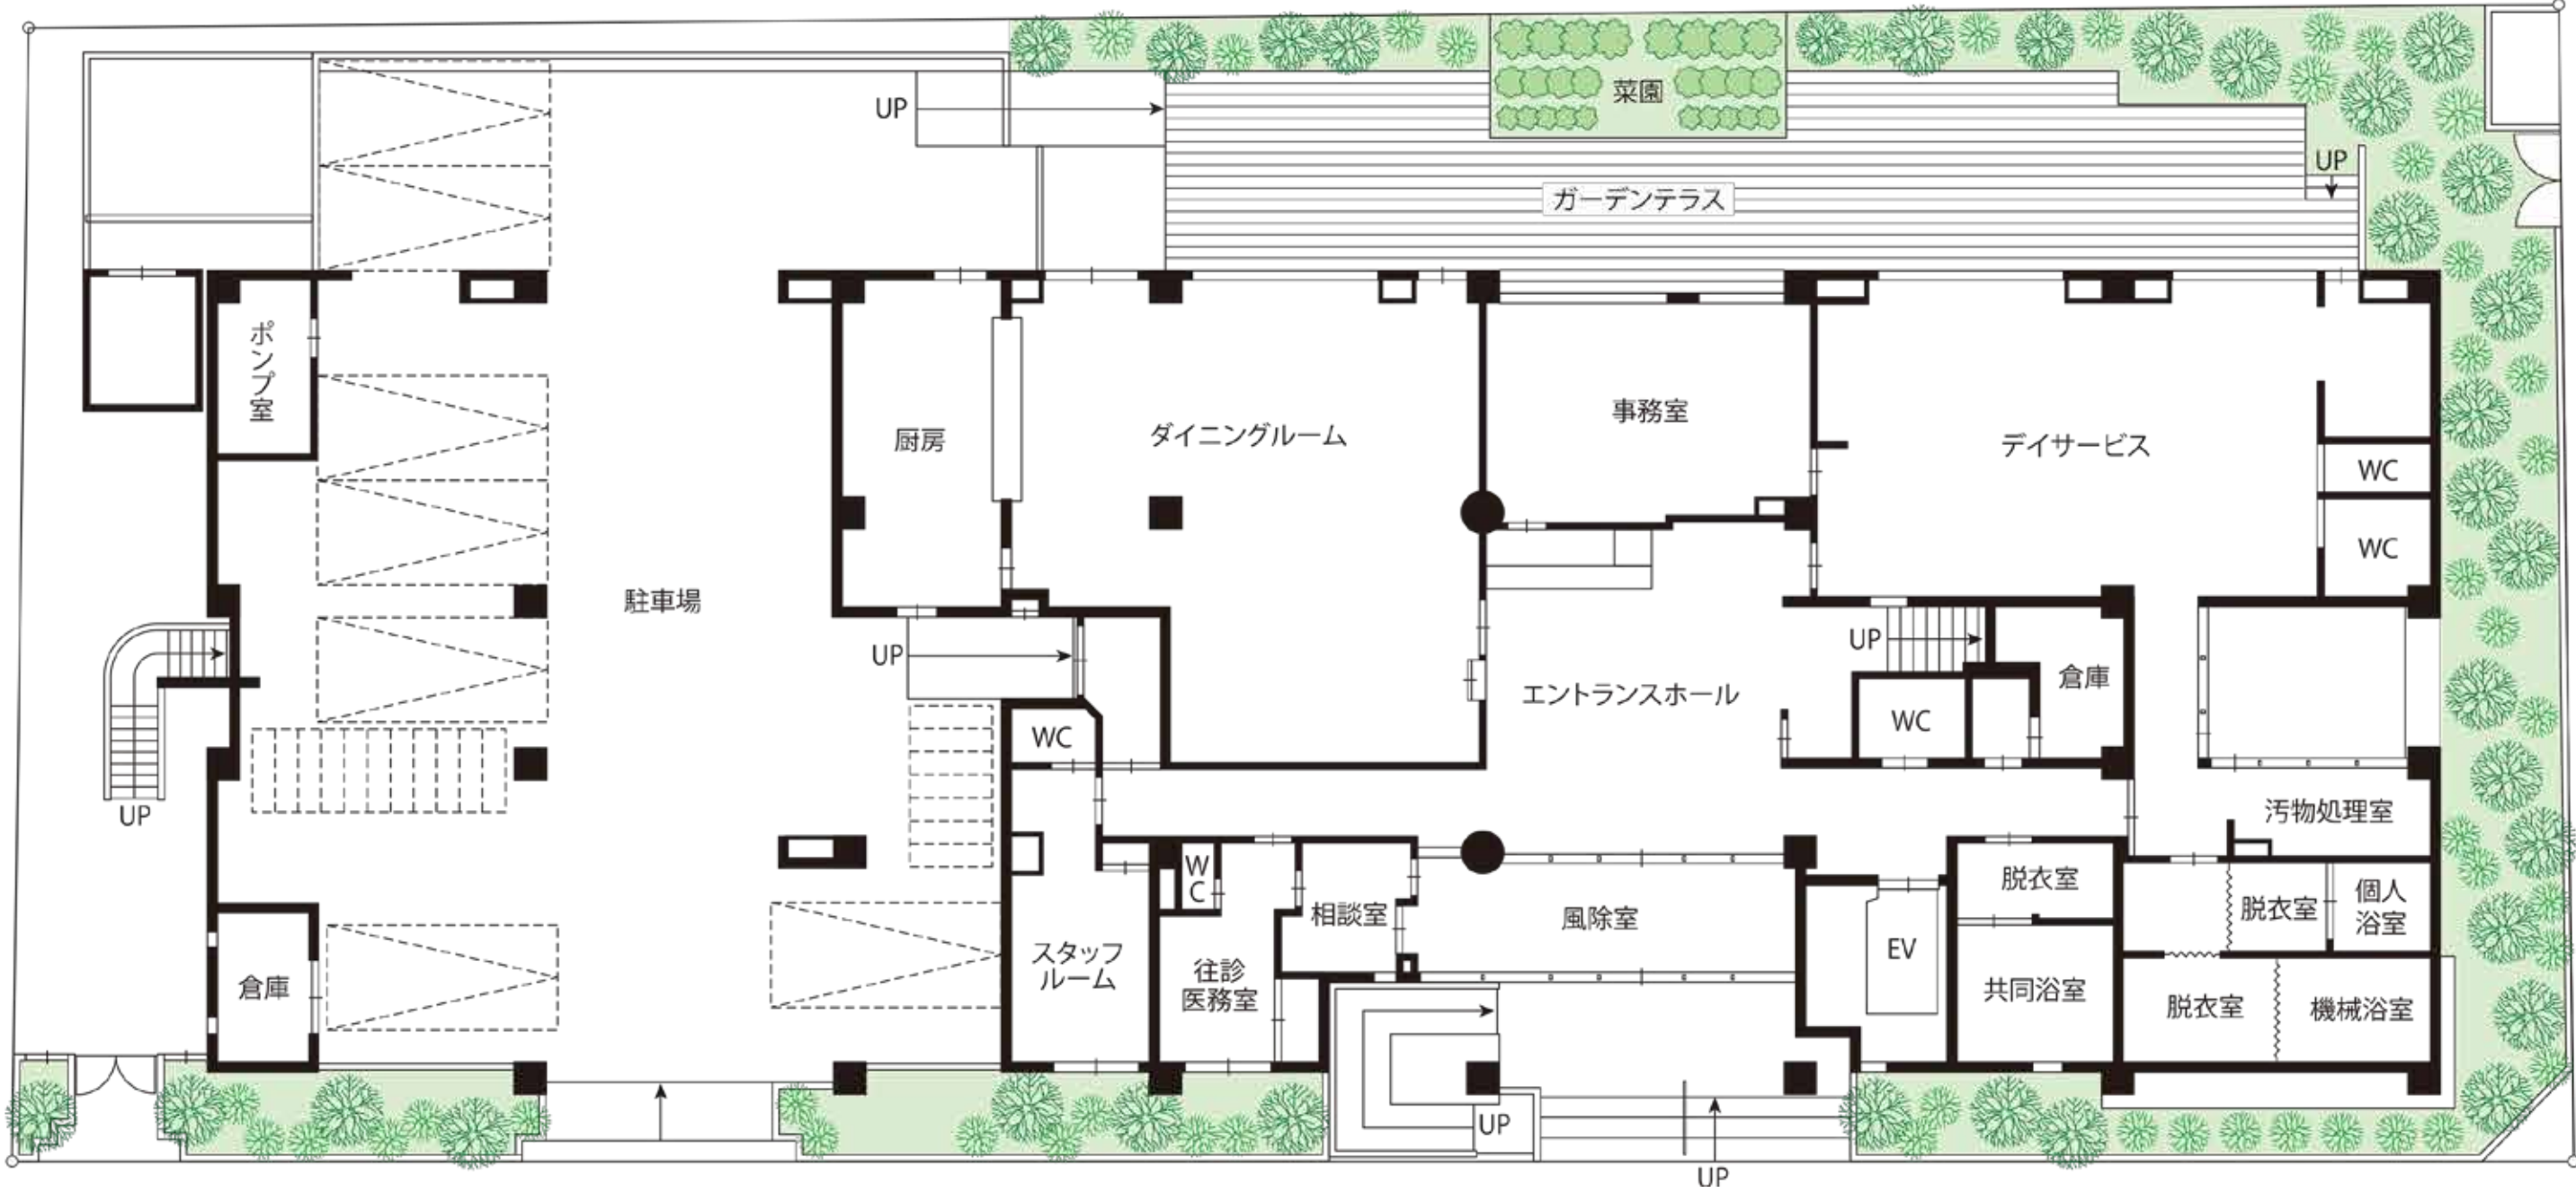 UP
菜園
UP
ガーデンテラス
ポンプ室
厨房
ダイニングルーム
事務室
デイサービス
WC
WC
駐車場
UP
UP
エントランスホール
倉庫
WC
WC
UP
汚物処理室
WC
相談室
風除室
脱衣室
脱衣室
個人
浴室
スタッフ
ルーム
往診
医務室
EV
倉庫
共同浴室
脱衣室
機械浴室
UP
UP